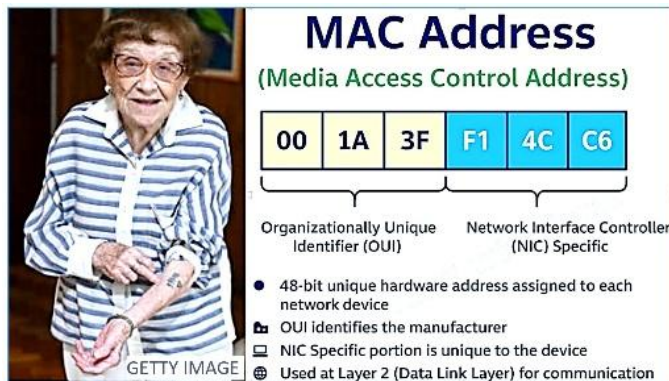 MAC Address
(Media Access Control Address)
00 1A 3F F1 4C C6
Organizationally Unique
Identifier (OUI)
Network Interface Controller
(NIC) Specific
48-bit unique hardware address assigned to each
network device
OUI identifies the manufacturer
NIC Specific portion is unique to the device
Used at Layer 2 (Data Link Layer) for communication
GETTY IMAGE